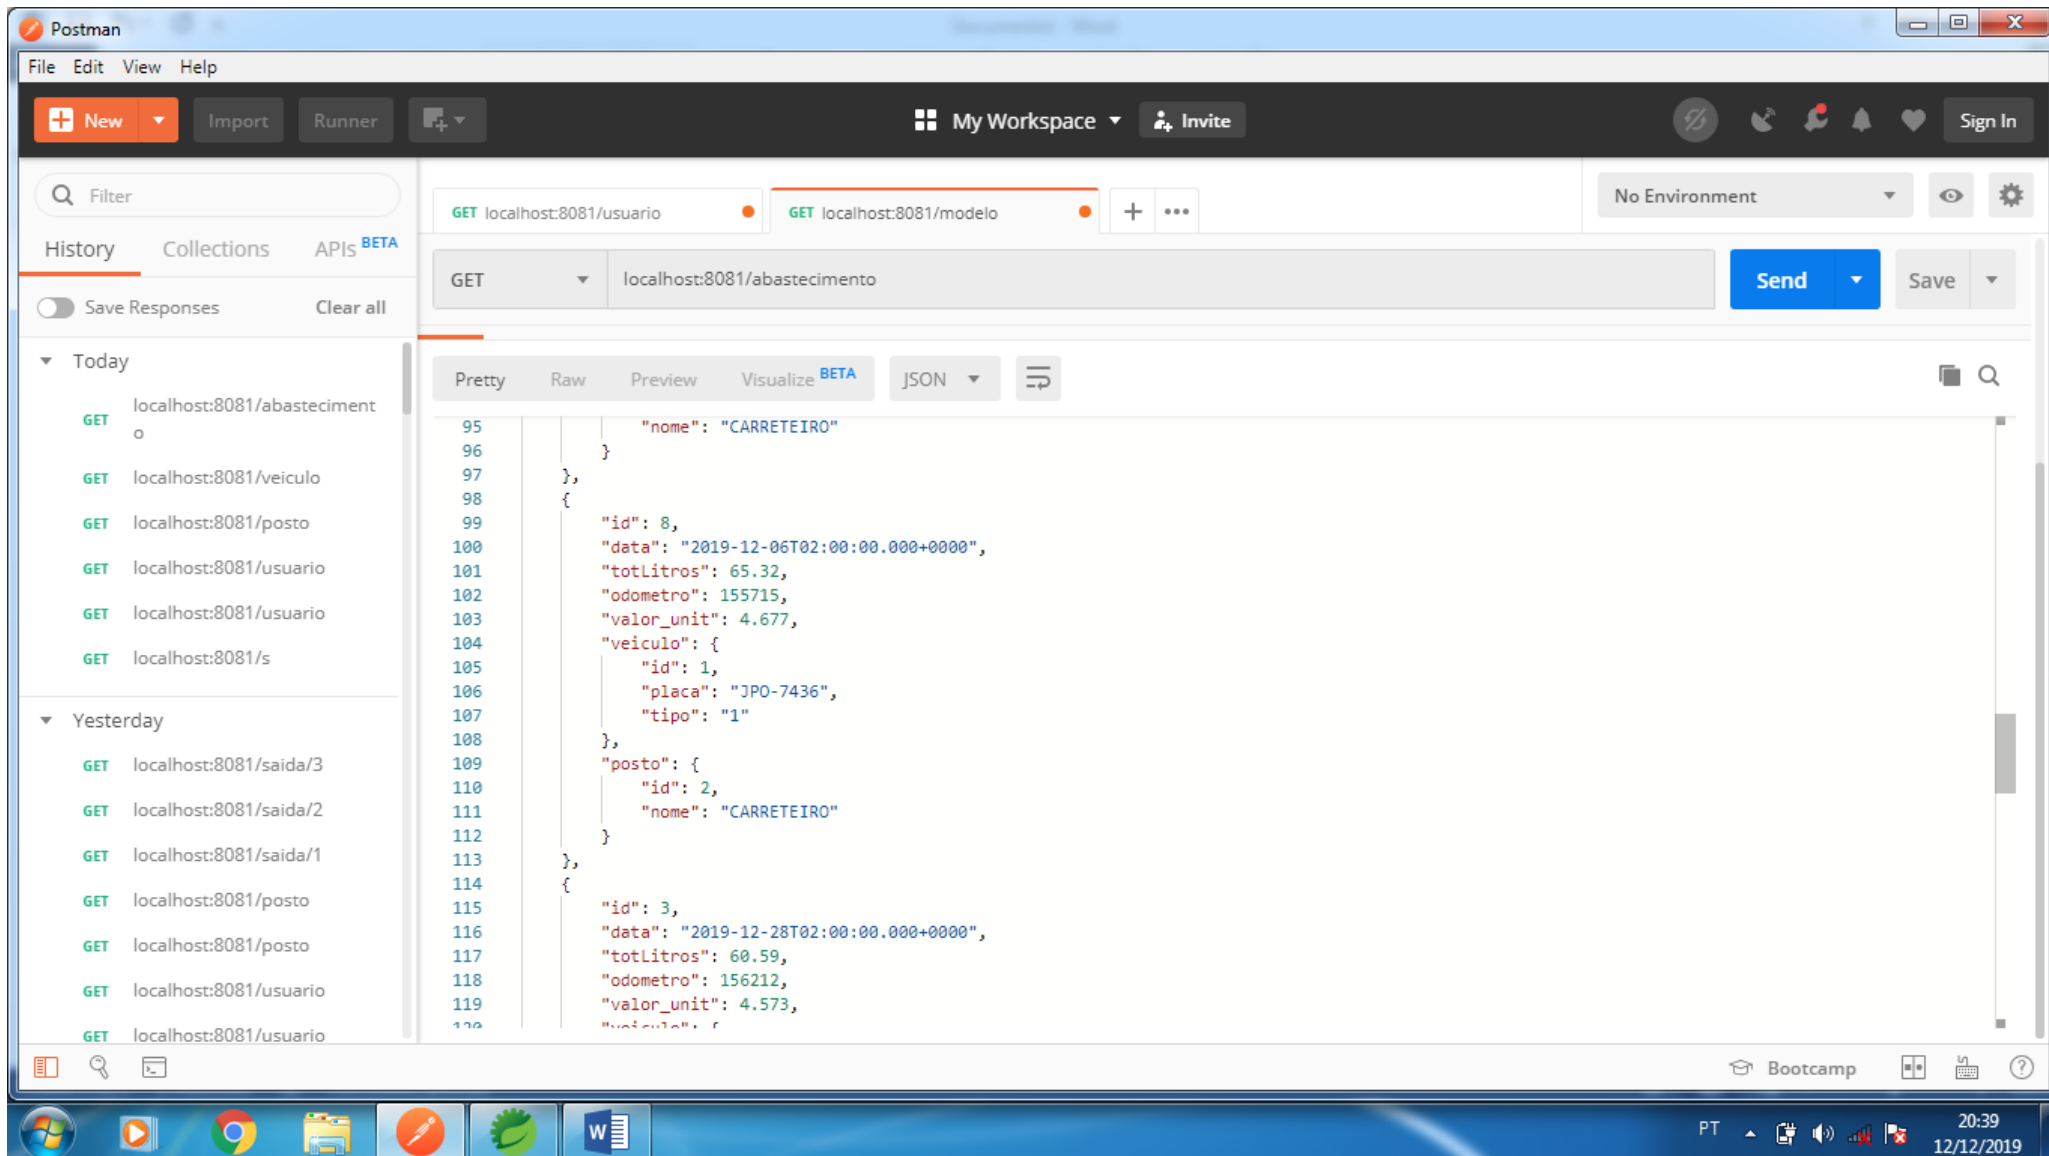 Postman
File Edit View Help
New Import Runner My Workspace Invite Sign In
Filter
History Collections APIs BETA
Save Responses Clear all
Today
GET localhost:8081/abasteciment
o
GET localhost:8081/veiculo
GET localhost:8081/posto
GET localhost:8081/usuario
GET localhost:8081/usuario
GET localhost:8081/s
Yesterday
GET localhost:8081/saida/3
GET localhost:8081/saida/2
GET localhost:8081/saida/1
GET localhost:8081/posto
GET localhost:8081/posto
GET localhost:8081/usuario
GET localhost:8081/usuario
GET localhost:8081/usuario GET localhost:8081/modelo + ••• No Environment
GET localhost:8081/abastecimento Send Save
Pretty Raw Preview Visualize BETA JSON
95 "nome": "CARRETEIRO"
96 }
97 },
98 {
99 "id": 8,
100 "data": "2019-12-06T02:00:00.000+0000",
101 "totLitros": 65.32,
102 "odometro": 155715,
103 "valor_unit": 4.677,
104 "veiculo": {
105 "id": 1,
106 "placa": "JPO-7436",
107 "tipo": "1"
108 },
109 "posto": {
110 "id": 2,
111 "nome": "CARRETEIRO"
112 }
113 },
114 {
115 "id": 3,
116 "data": "2019-12-28T02:00:00.000+0000",
117 "totLitros": 60.59,
118 "odometro": 156212,
119 "valor_unit": 4.573,
120 "veiculo": {
Bootcamp
PT 20:39
12/12/2019